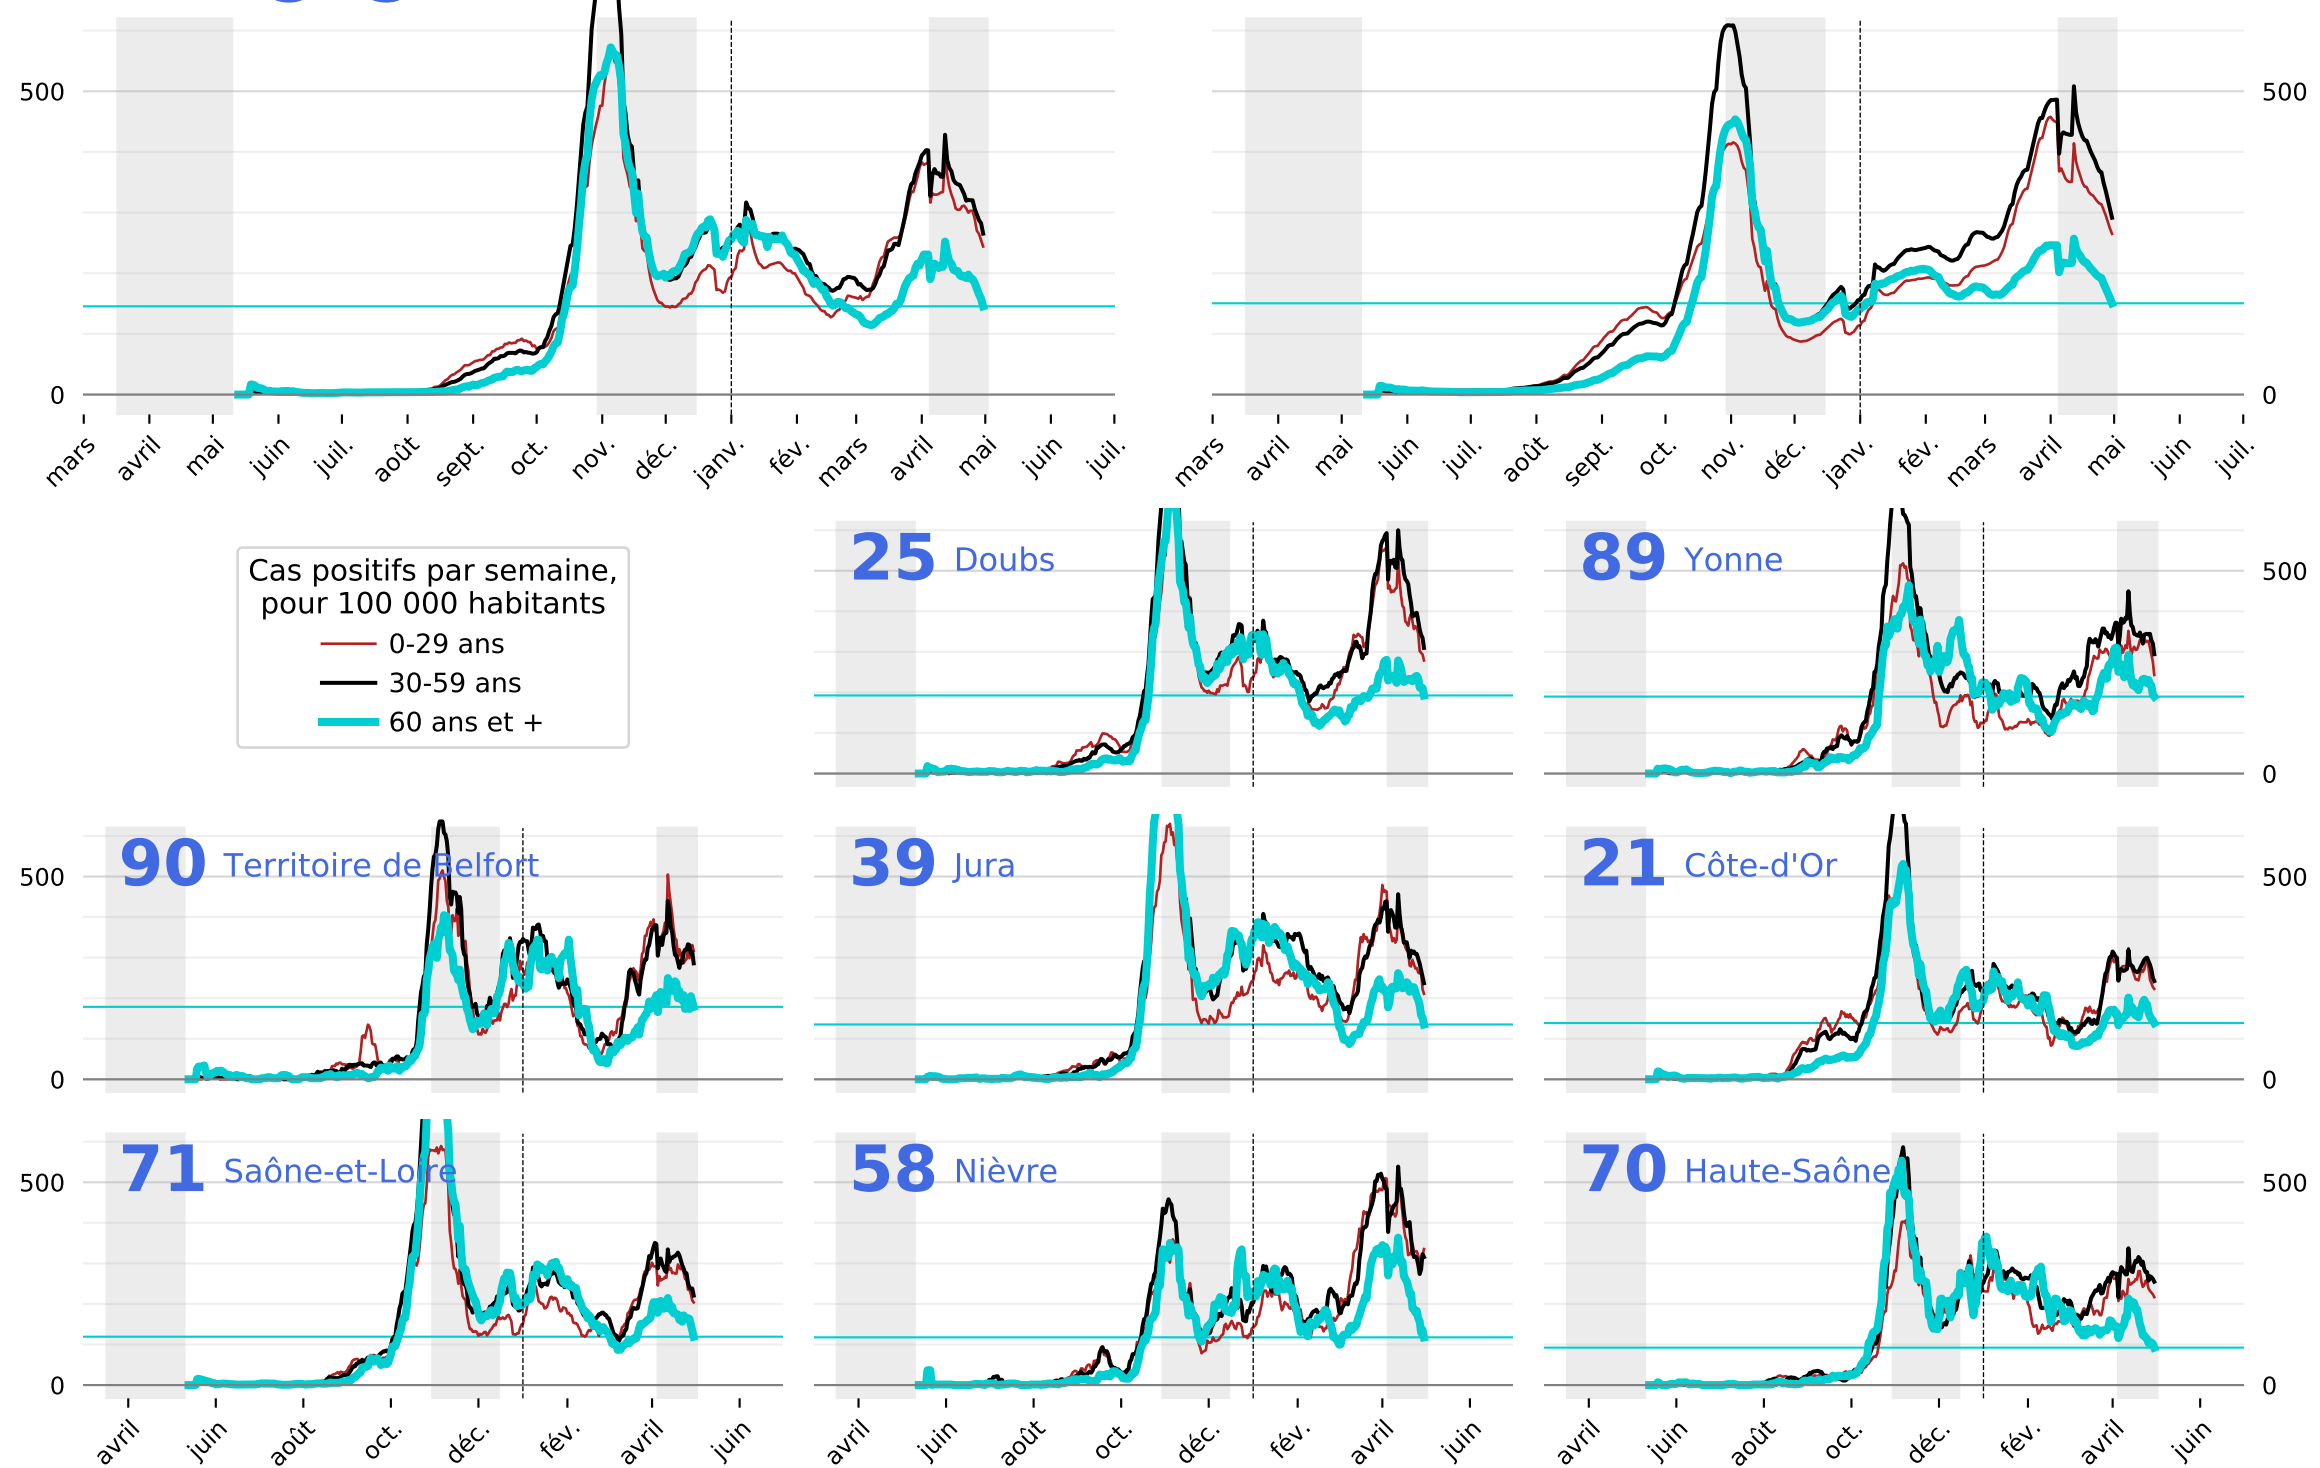 500
500
0
0
mars avril mai juin juil. août sept. oct. nov. déc. janv. fév. mars avril mai juin juil.
mars avril mai juin juil. août sept. oct. nov. déc. janv. fév. mars avril mai juin juil.
Cas positifs par semaine,
pour 100 000 habitants
0-29 ans
30-59 ans
60 ans et +
25 Doubs
89 Yonne
500
0
90 Territoire de Belfort
39 Jura
21 Côte-d'Or
500
500
0
0
71 Saône-et-Loire
58 Nièvre
70 Haute-Saône
500
500
0
0
avril juin août oct. déc. fév. avril juin
avril juin août oct. déc. fév. avril juin
avril juin août oct. déc. fév. avril juin